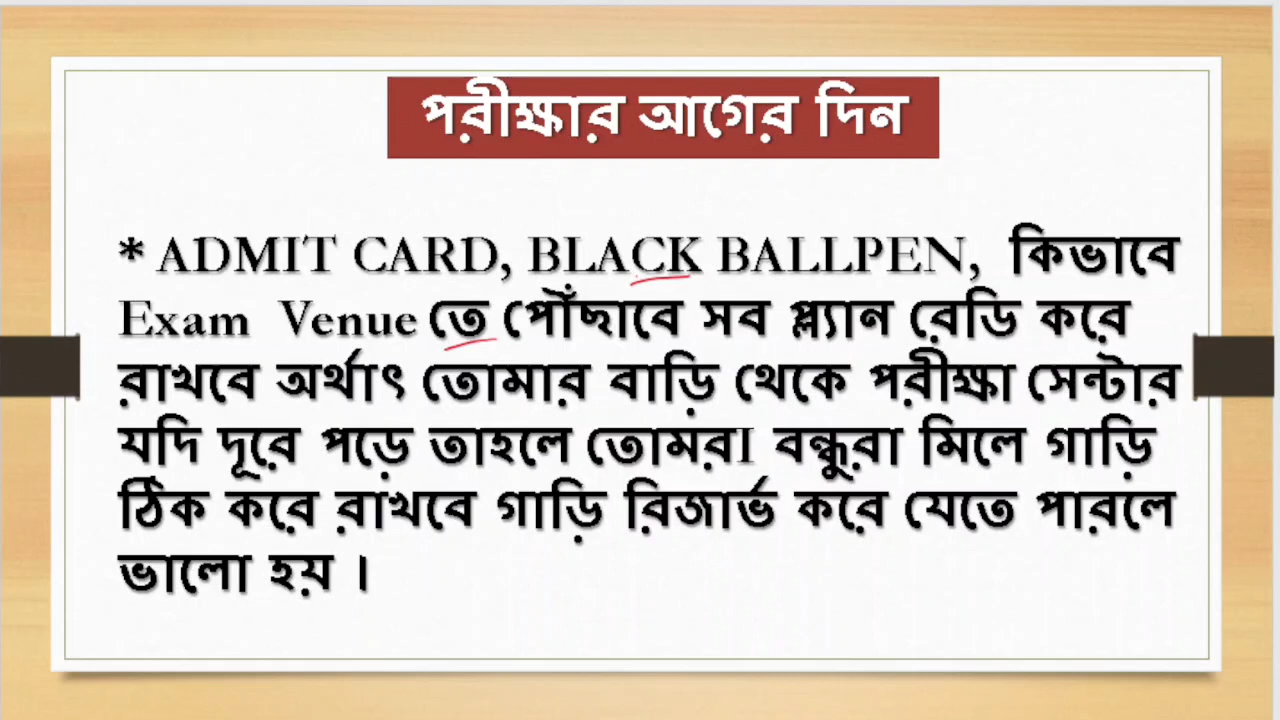 পরীক্ষার আগের দিন
* ADMIT CARD, BLACK BALLPEN, কিভাবে
Exam Venue তে পৌঁছাবে সব প্ল্যান রেডি করে
রাখবে অর্থাৎ তোমার বাড়ি থেকে পরীক্ষা সেন্টার
যদি দূরে পড়ে তাহলে তোমরI বন্ধুরা মিলে গাড়ি
ঠিক করে রাখবে গাড়ি রিজার্ভ করে যেতে পারলে
ভালো হয় ।